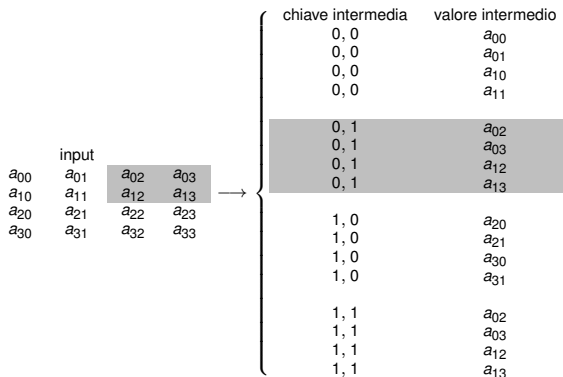 chiave intermedia valore intermedio
0, 0 a00
0, 0 a01
0, 0 a10
0, 0 a11
0, 1 a02
0, 1 a03
0, 1 a12
0, 1 a13
1, 0 a20
1, 0 a21
1, 0 a30
1, 0 a31
1, 1 a02
1, 1 a03
1, 1 a12
1, 1 a13
input
a00 a01 a02 a03
a10 a11 a12 a13
a20 a21 a22 a23
a30 a31 a32 a33